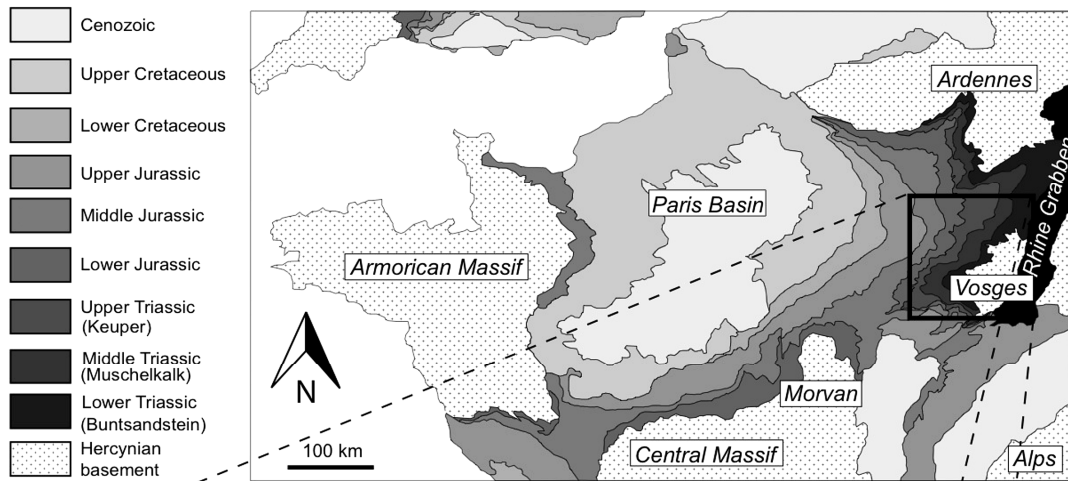 Cenozoic
Upper Cretaceous
Lower Cretaceous
Upper Jurassic
Middle Jurassic
Lower Jurassic
Upper Triassic
(Keuper)
Middle Triassic
(Muschelkalk)
Lower Triassic
(Buntsandstein)
Hercynian
basement
Ardennes
Paris Basin
Rhine Grabben
Armorican Massif
Vosges
N
Morvan
100 km
Central Massif
Alps